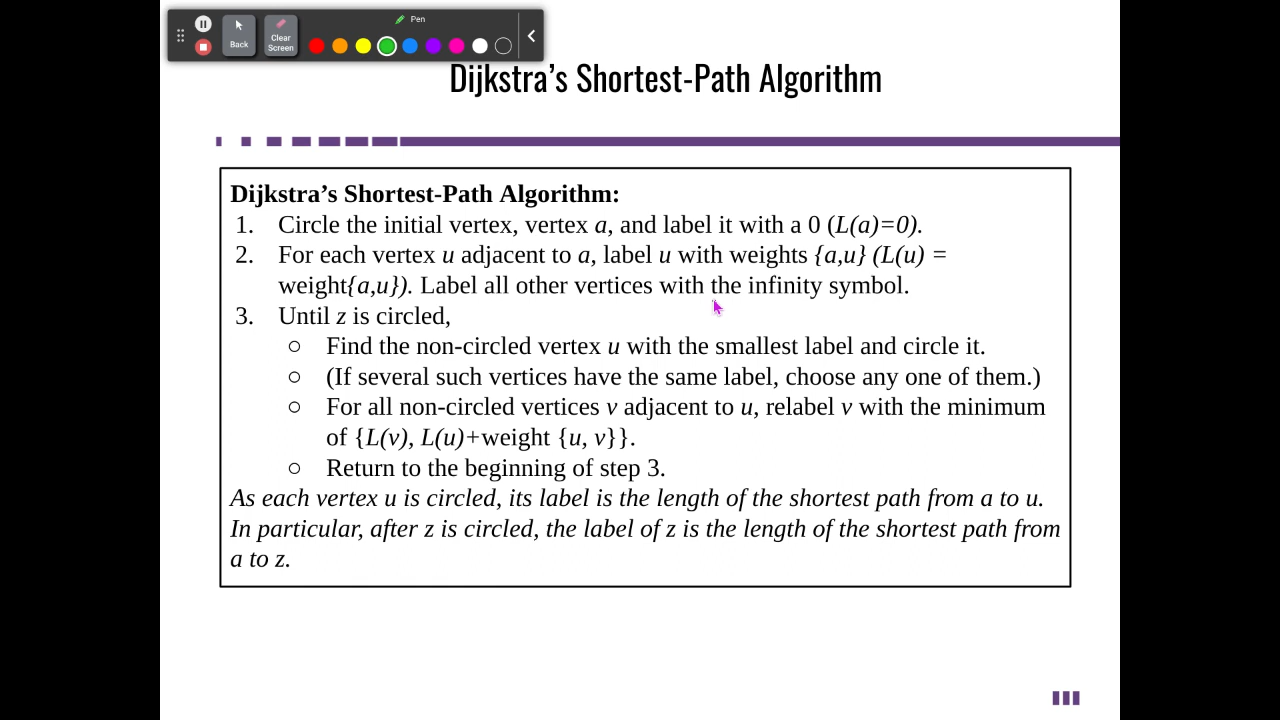 Pen
Back
Clear
Screen
Dijkstra’s Shortest-Path Algorithm
Dijkstra’s Shortest-Path Algorithm:
1. Circle the initial vertex, vertex a, and label it with a 0 (L(a)=0).
2. For each vertex u adjacent to a, label u with weights {a,u} (L(u) =
weight{a,u}). Label all other vertices with the infinity symbol.
3. Until z is circled,
○ Find the non-circled vertex u with the smallest label and circle it.
○ (If several such vertices have the same label, choose any one of them.)
○ For all non-circled vertices v adjacent to u, relabel v with the minimum
of {L(v), L(u)+weight {u, v}}.
○ Return to the beginning of step 3.
As each vertex u is circled, its label is the length of the shortest path from a to u.
In particular, after z is circled, the label of z is the length of the shortest path from
a to z.